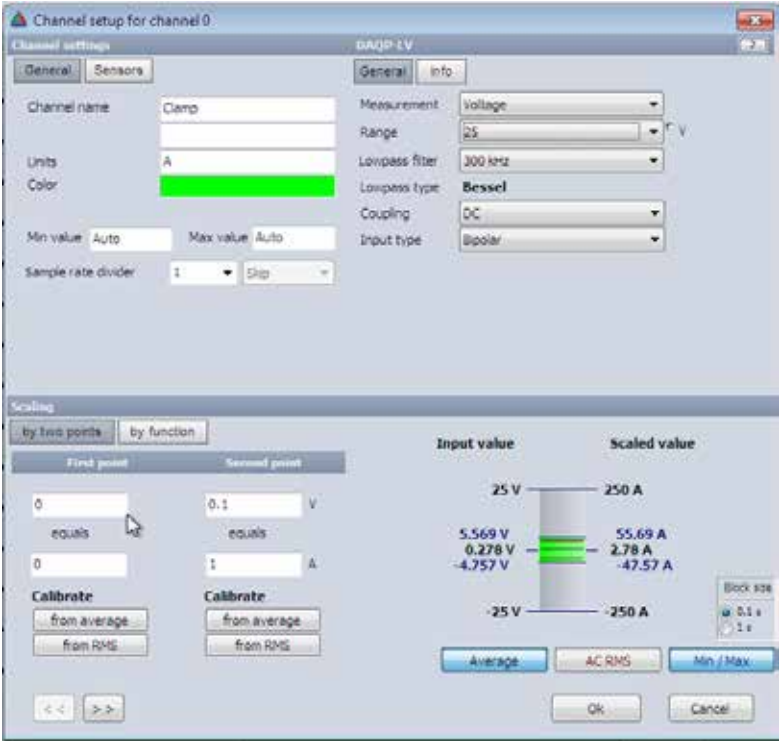 Channel setup for channel 0
Channel settings
General Sensors
Channel name Clamp
Units A
Color
Min value Auto Max value Auto
Sample rate divider 1 Skip
DAQP-LV
General Info
Measurement Voltage
Range 25 V
Lowpass filter 300 kHz
Lowpass type Bessel
Coupling DC
Input type Bipolar
Scaling
by two points by function
First point Second point
0 0.1 V
equals equals
0 1 A
Calibrate Calibrate
from average from average
from RMS from RMS
<< >>
Input value Scaled value
25 V 250 A
5.569 V 55.69 A
0.278 V 2.78 A
-4.757 V -47.57 A
-25 V -250 A
Block size
0.1 s
1 s
Average AC RMS Min / Max
Ok Cancel